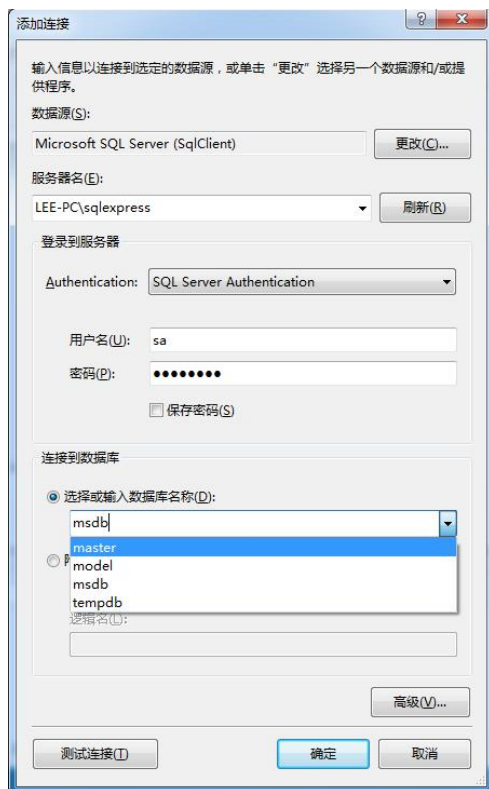 添加连接
输入信息以连接到选定的数据源，或单击“更改”选择另一个数据源和/或提
供程序。
数据源(S):
Microsoft SQL Server (SqlClient)
更改(C)...
服务器名(E):
LEE-PC\sqlexpress
刷新(R)
登录到服务器
Authentication: SQL Server Authentication
用户名(U): sa
密码(P): ●●●●●●●●
保存密码(S)
连接到数据库
选择或输入数据库名称(D):
msdb
master
model
msdb
tempdb
逻辑名(L):
高级(V)...
测试连接(T)
确定
取消